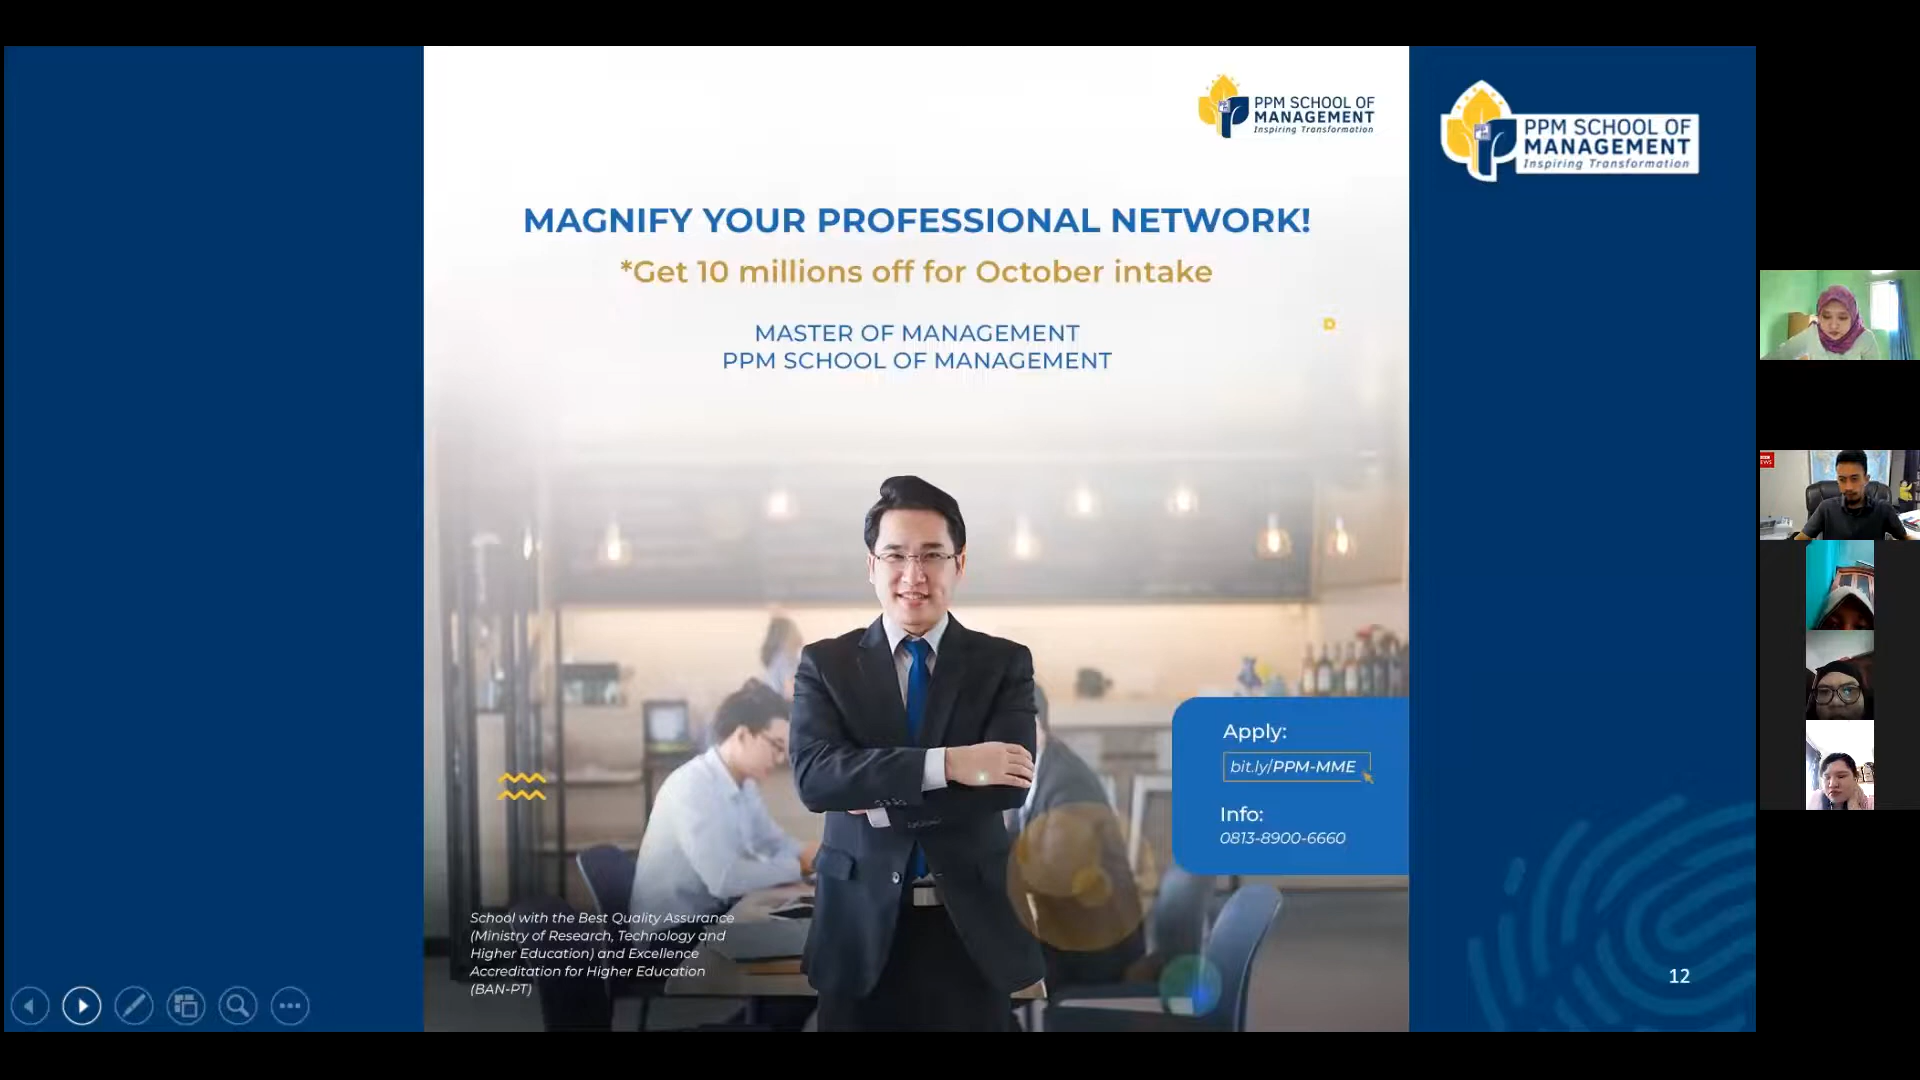 PPM SCHOOL OF
MANAGEMENT
Inspiring Transformation
PPM SCHOOL OF
MANAGEMENT
Inspiring Transformation
MAGNIFY YOUR PROFESSIONAL NETWORK!
*Get 10 millions off for October intake
MASTER OF MANAGEMENT
PPM SCHOOL OF MANAGEMENT
Apply:
bit.ly/PPM-MME
Info:
0813-8900-6660
School with the Best Quality Assurance
(Ministry of Research, Technology and
Higher Education) and Excellence
Accreditation for Higher Education
(BAN-PT)
12